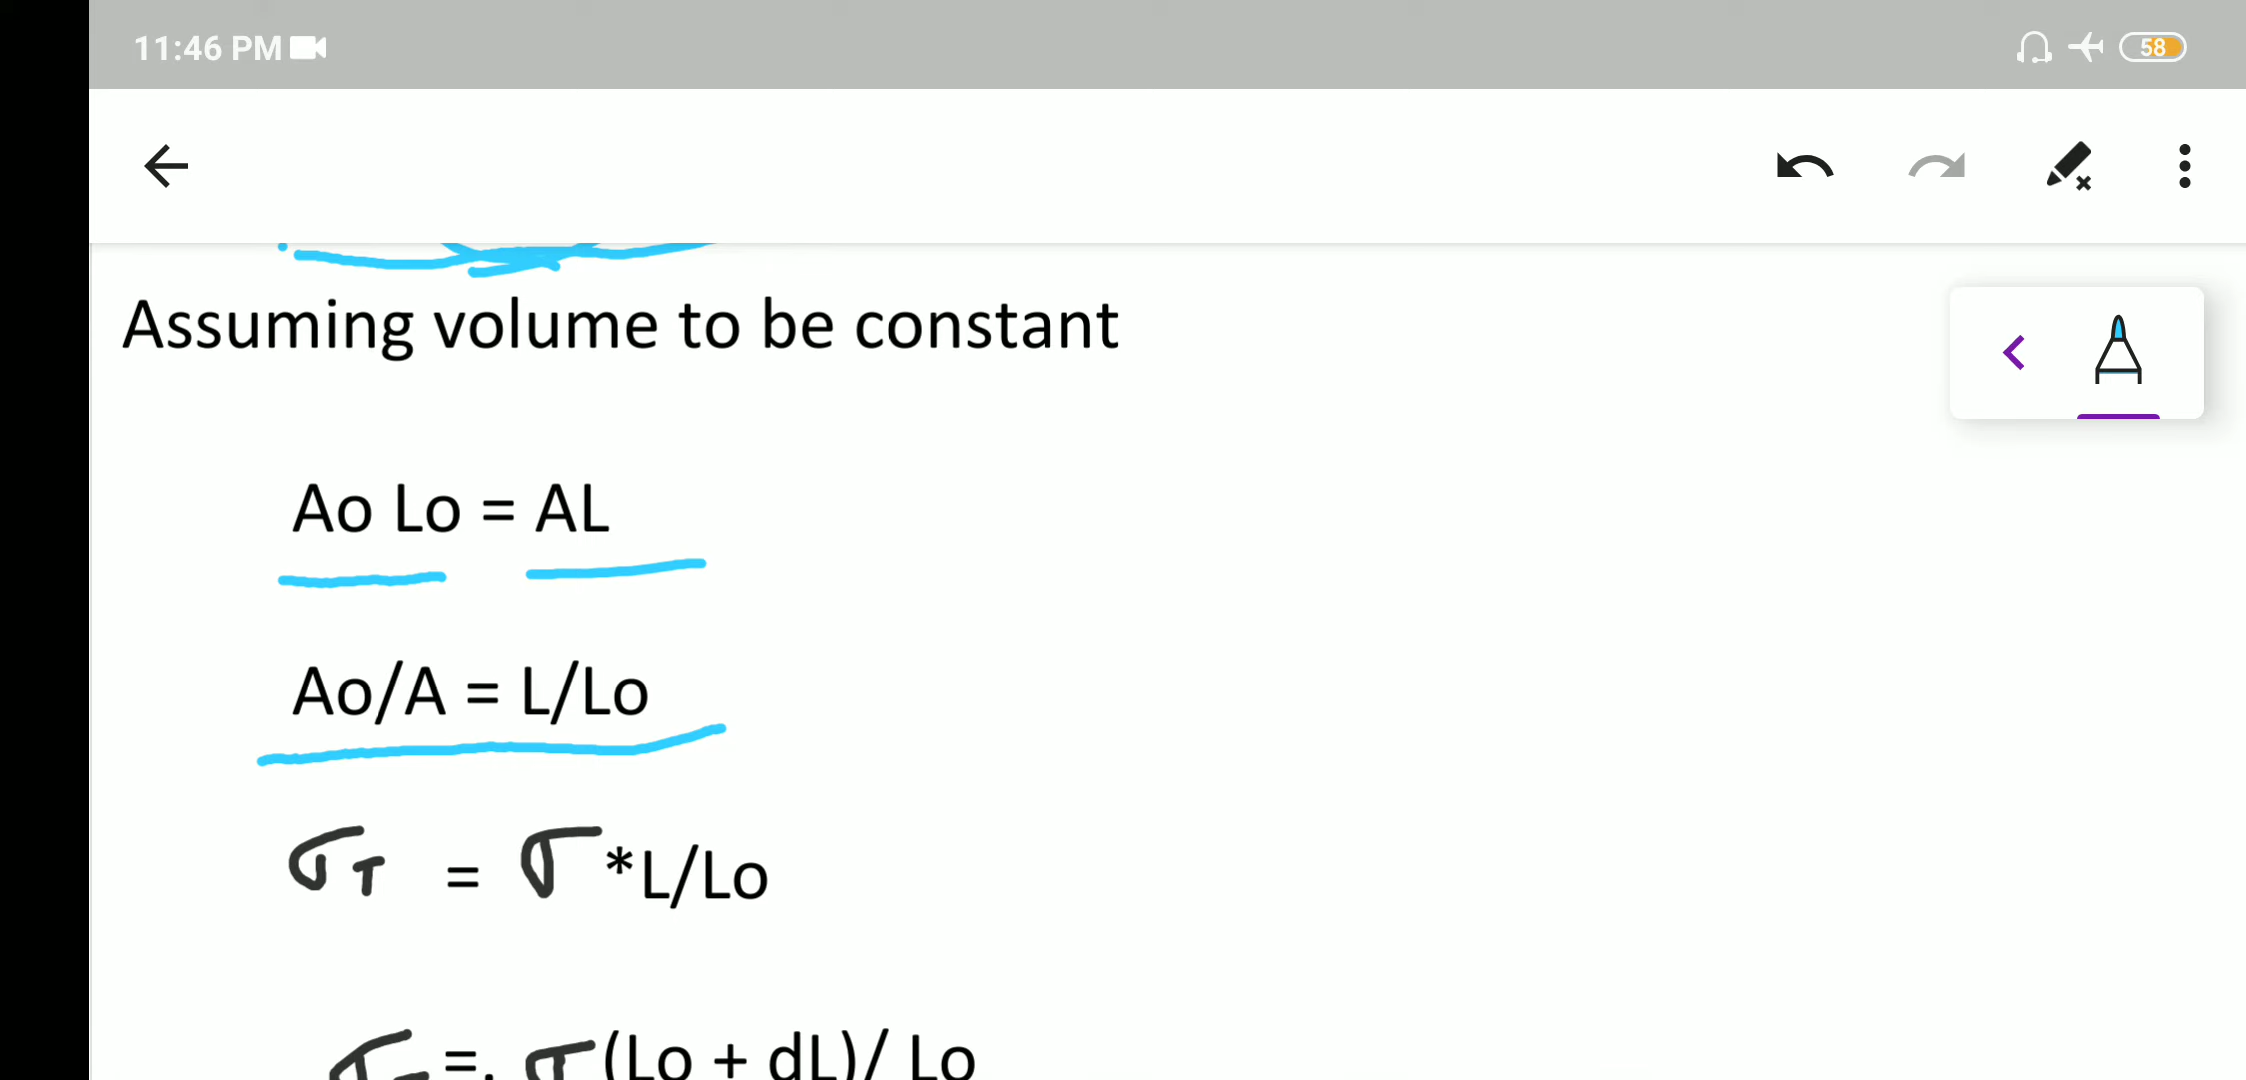 11:46 PM 58
Assuming volume to be constant
Ao Lo = AL
Ao/A = L/Lo
σT = σ *L/Lo
σT =. σ (Lo + dL)/ Lo